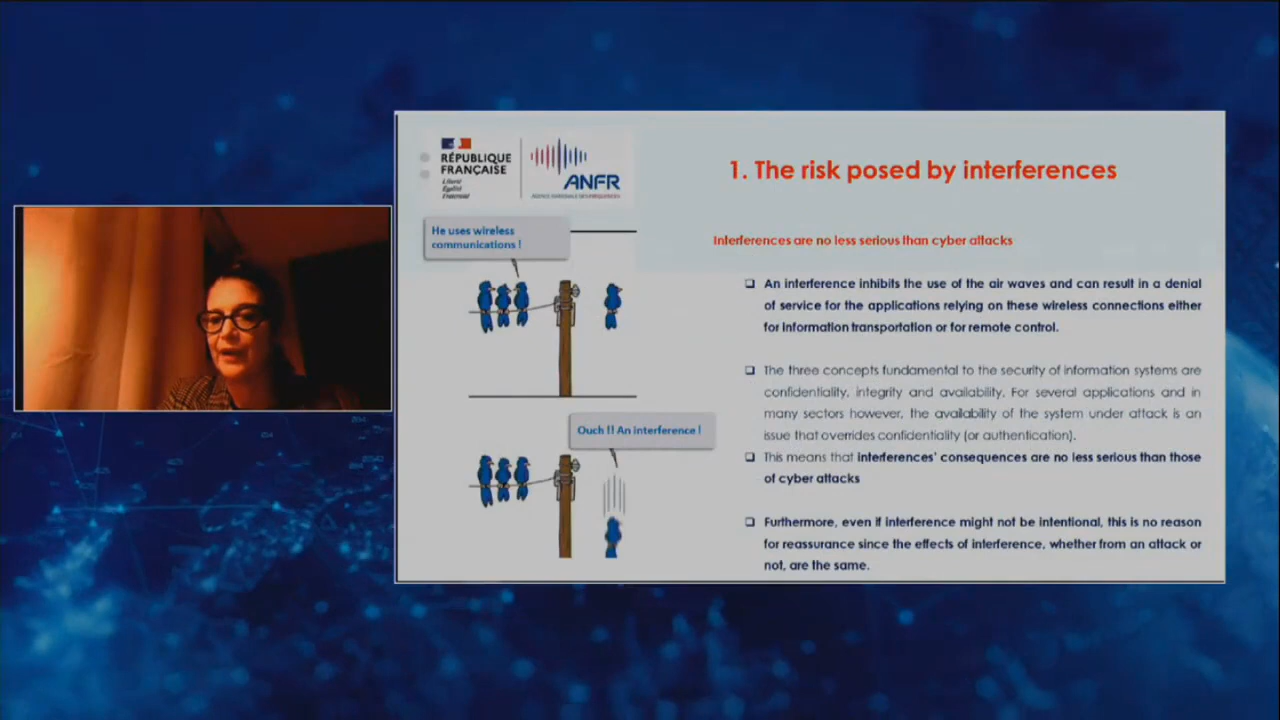 RÉPUBLIQUE
FRANÇAISE
Liberté
Égalité
Fraternité
ANFR
AGENCE NATIONALE DES FRÉQUENCES
1. The risk posed by interferences
He uses wireless
communications !
Interferences are no less serious than cyber attacks
An interference inhibits the use of the air waves and can result in a denial
of service for the applications relying on these wireless connections either
for information transportation or for remote control.
The three concepts fundamental to the security of information systems are
confidentiality, integrity and availability. For several applications and in
many sectors however, the availability of the system under attack is an
issue that overrides confidentiality (or authentication).
Ouch !! An interference !
This means that interferences' consequences are no less serious than those
of cyber attacks
Furthermore, even if interference might not be intentional, this is no reason
for reassurance since the effects of interference, whether from an attack or
not, are the same.